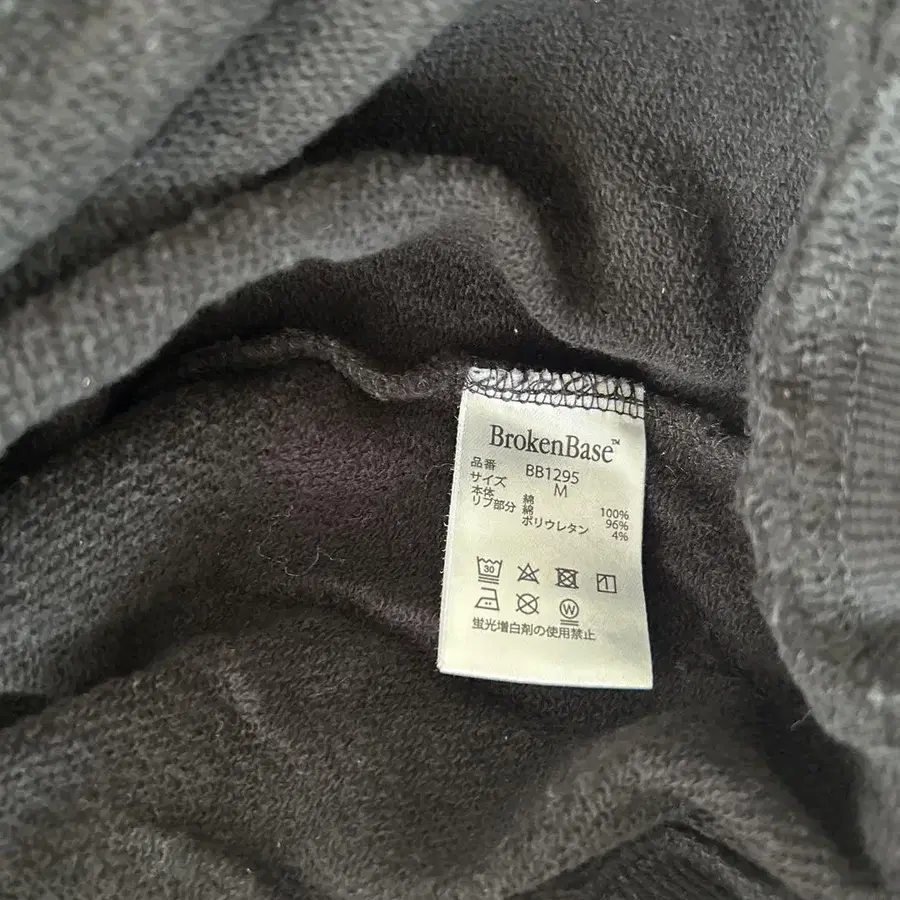 BrokenBase™
品番 BB1295
サイズ M
本体 綿 100%
リブ部分 綿 96%
ポリウレタン 4%
30
W
蛍光増白剤の使用禁止